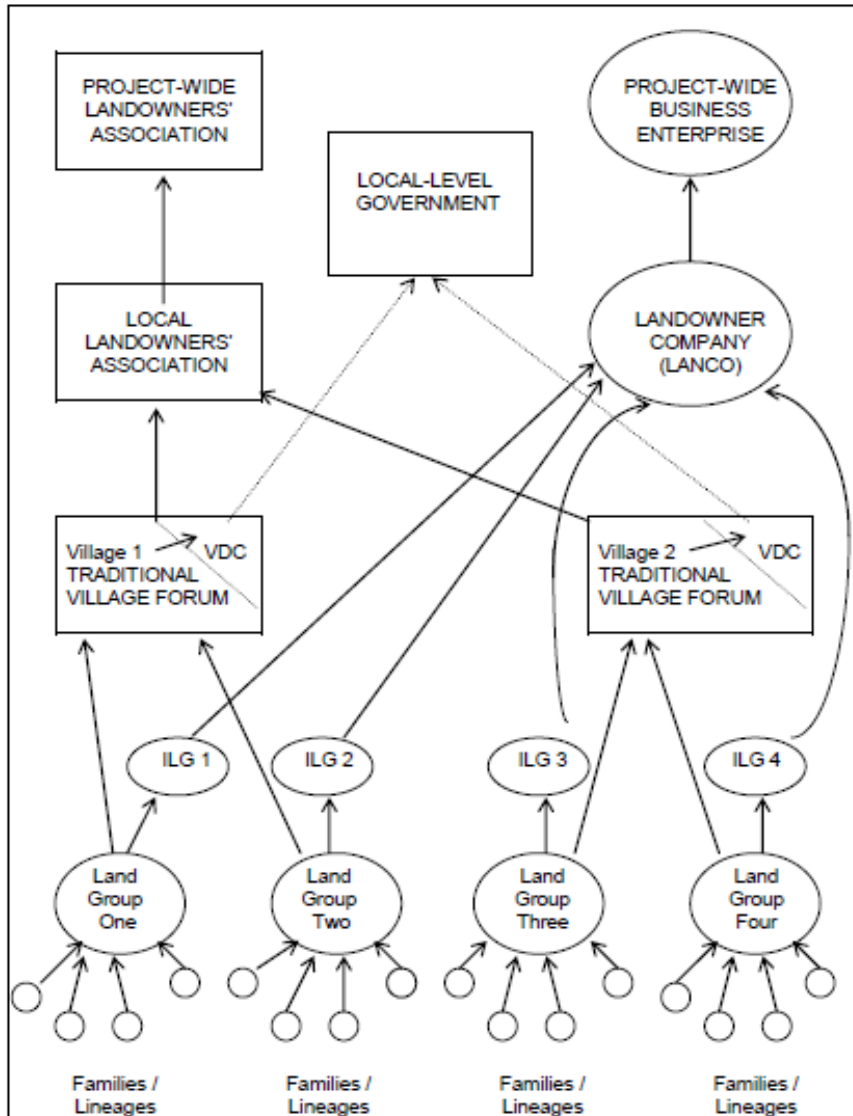 PROJECT-WIDE
LANDOWNERS'
ASSOCIATION
PROJECT-WIDE
BUSINESS
ENTERPRISE
LOCAL-LEVEL
GOVERNMENT
LOCAL
LANDOWNERS'
ASSOCIATION
LANDOWNER
COMPANY
(LANCO)
Village 1 VDC
TRADITIONAL
VILLAGE FORUM
Village 2 VDC
TRADITIONAL
VILLAGE FORUM
ILG 1
ILG 2
ILG 3
ILG 4
Land
Group
One
Land
Group
Two
Land
Group
Three
Land
Group
Four
Families /
Lineages
Families /
Lineages
Families /
Lineages
Families /
Lineages